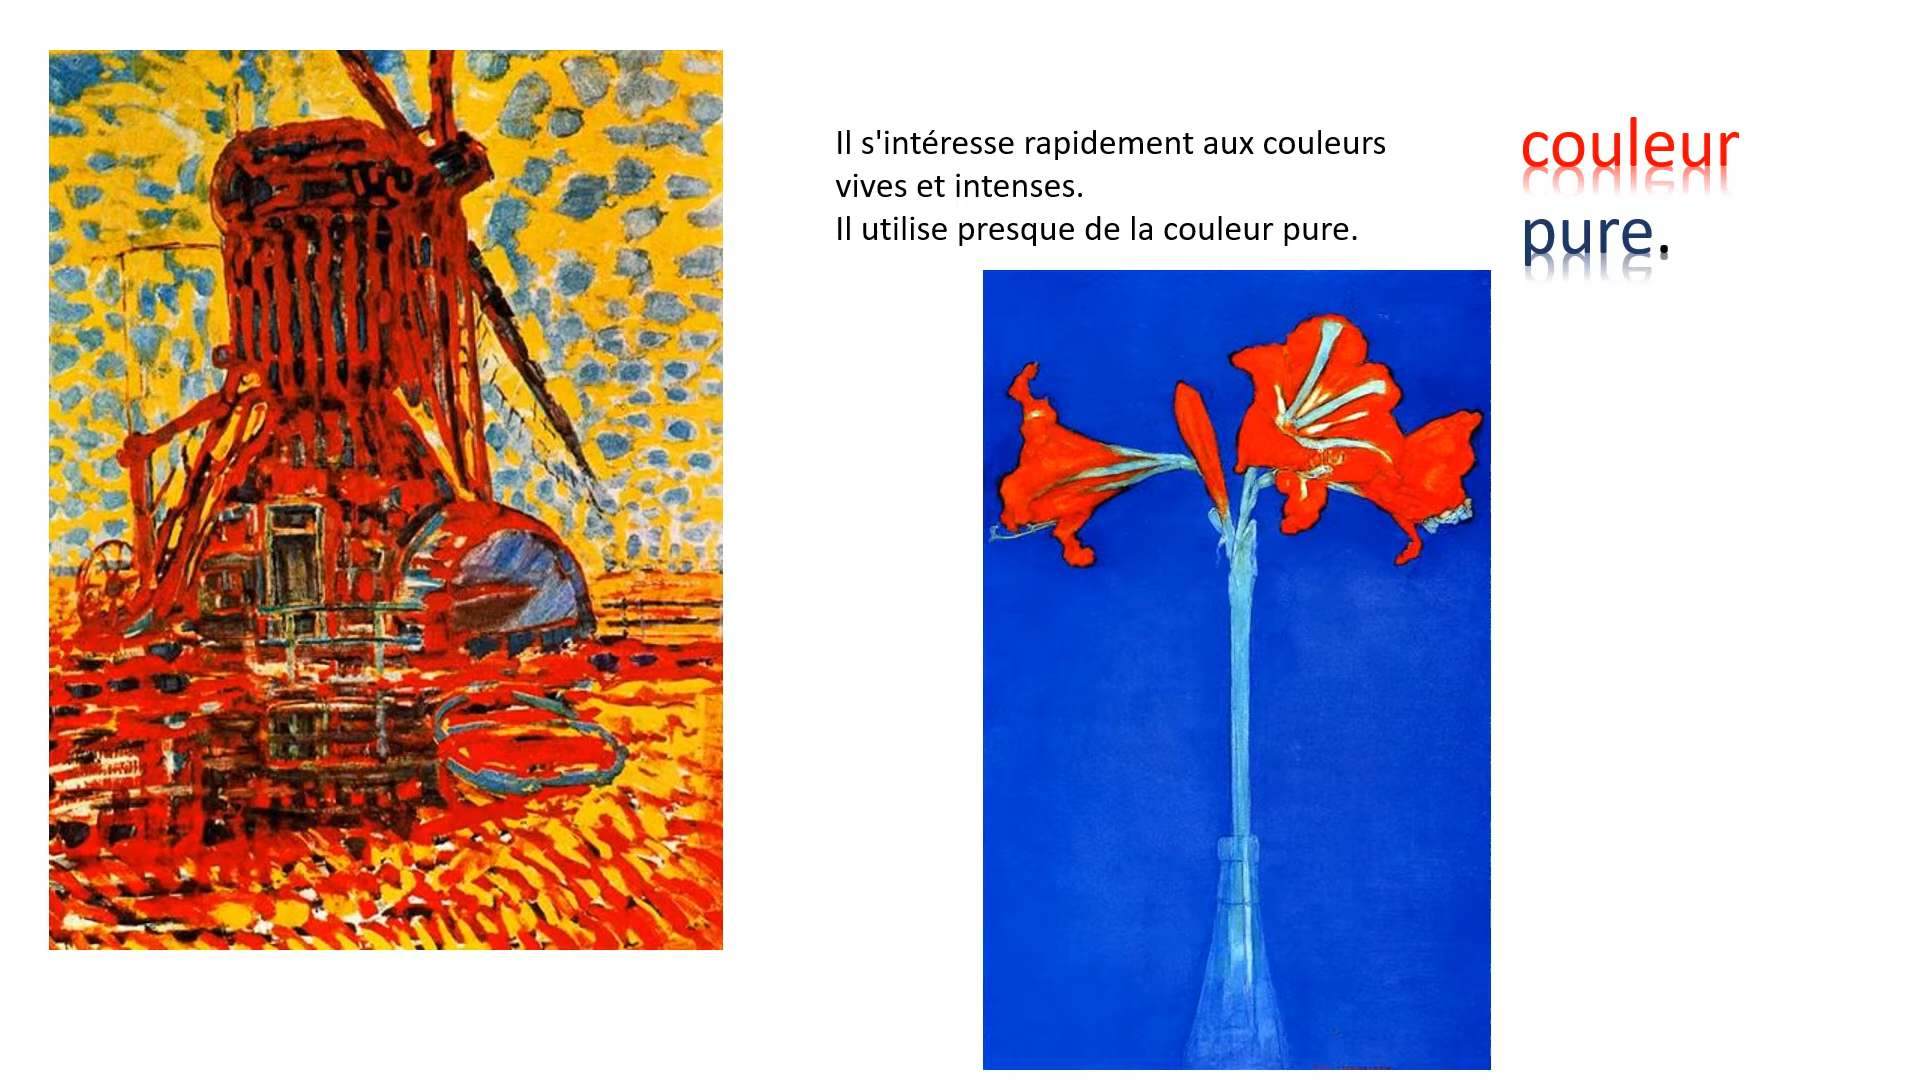 Il s'intéresse rapidement aux couleurs
vives et intenses.
Il utilise presque de la couleur pure.
couleur
pure.